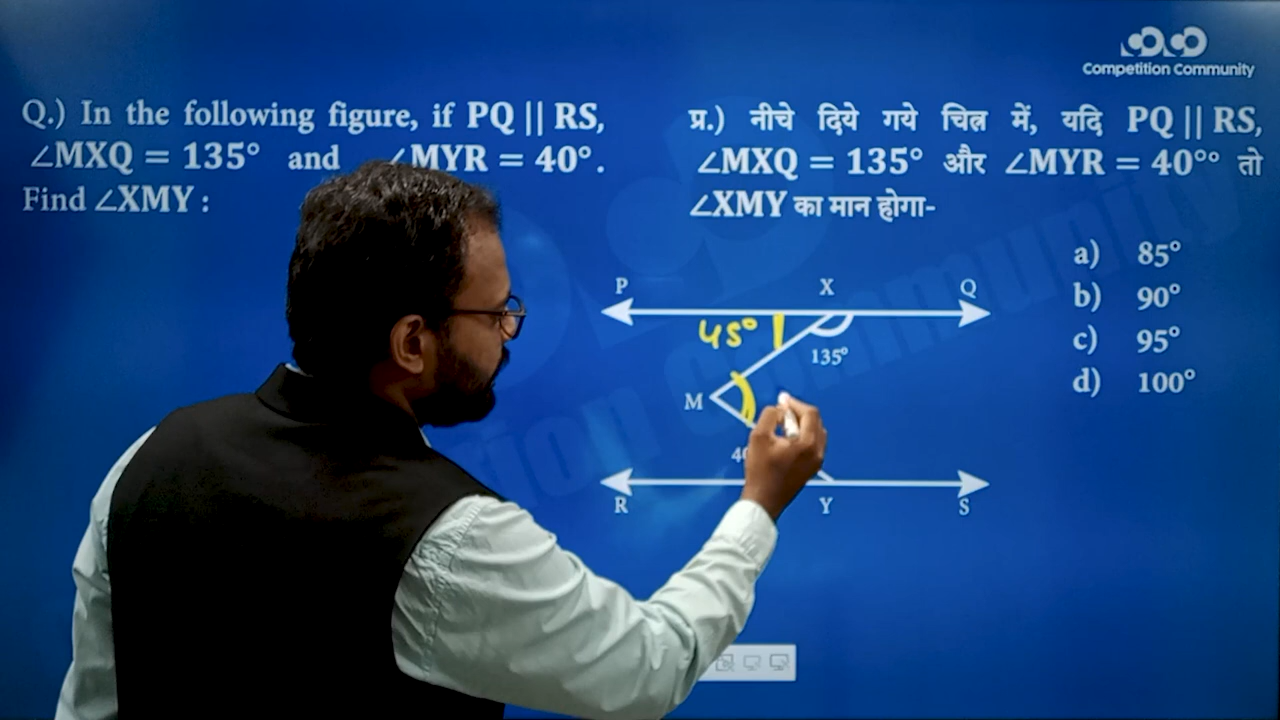 Competition Community
Q.) In the following figure, if PQ || RS,
∠MXQ = 135° and ∠MYR = 40°.
Find ∠XMY :
प्र.) नीचे दिये गये चित्र में, यदि PQ || RS,
∠MXQ = 135° और ∠MYR = 40°° तो
∠XMY का मान होगा-
a) 85°
b) 90°
c) 95°
d) 100°
P X Q
45°
135°
M
R Y S